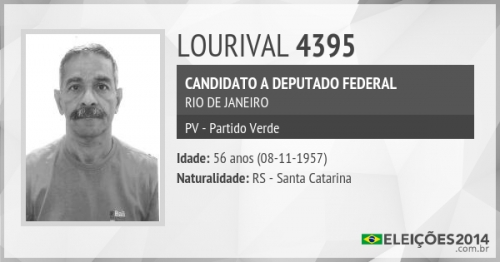 LOURIVAL 4395
CANDIDATO A DEPUTADO FEDERAL
RIO DE JANEIRO
PV - Partido Verde
Idade: 56 anos (08-11-1957)
Naturalidade: RS - Santa Catarina
ELEIÇÕES2014
.com.br